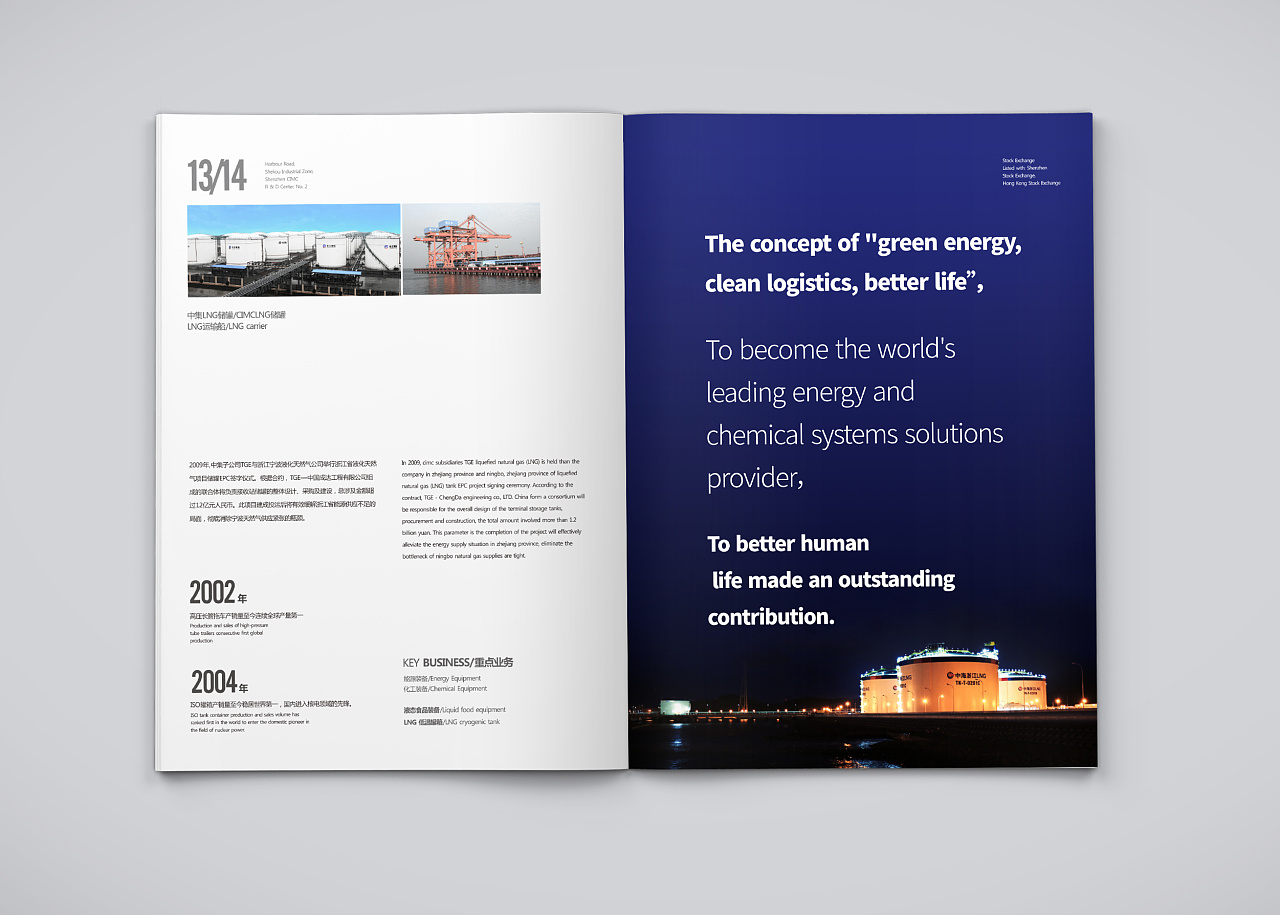 13/14
Harbour Road,
Shekou Industrial Zone
Shenzhen CIMC
R & D Center, No. 2
中集LNG储罐/CIMCLNG储罐
LNG运输船/LNG carrier
2009年，中集子公司TGE与浙江宁波液化天然气公司举行浙江省液化天然
气项目储罐EPC签字仪式。根据合约，TGE—中国成达工程有限公司组
成的联合体将负责接收站储罐的整体设计、采购及建设，总涉及金额超
过12亿元人民币。此项目建成投运后将有效缓解浙江省能源供应不足的
局面，彻底消除宁波天然气供应紧张的瓶颈。
In 2009, cimc subsidiaries TGE liquefied natural gas (LNG) is held than the
company in zhejiang province and ningbo, zhejiang province of liquefied
natural gas (LNG) tank EPC project signing ceremony. According to the
contract, TGE - ChengDa engineering co., LTD. China form a consortium will
be responsible for the overall design of the terminal storage tanks,
procurement and construction, the total amount involved more than 1.2
billion yuan. This parameter is the completion of the project will effectively
alleviate the energy supply situation in zhejiang province, eliminate the
bottleneck of ningbo natural gas supplies are tight.
2002年
高压长管拖车产销量至今连续全球产量第一
Production and sales of high-pressure
tube trailers consecutive first global
production
2004年
ISO罐箱产销量至今稳居世界第一，国内进入核电领域的先锋。
ISO tank container production and sales volume has
ranked first in the world to enter the domestic pioneer in
the field of nuclear power
KEY BUSINESS/重点业务
能源装备/Energy Equipment
化工装备/Chemical Equipment
液态食品装备/Liquid food equipment
LNG 低温罐箱/LNG cryogenic tank
Stock Exchange
Listed with Shenzhen
Stock Exchange,
Hong Kong Stock Exchange
The concept of "green energy,
clean logistics, better life”,
To become the world's
leading energy and
chemical systems solutions
provider,
To better human
life made an outstanding
contribution.
中海浙江LNG
TK-T-0201C